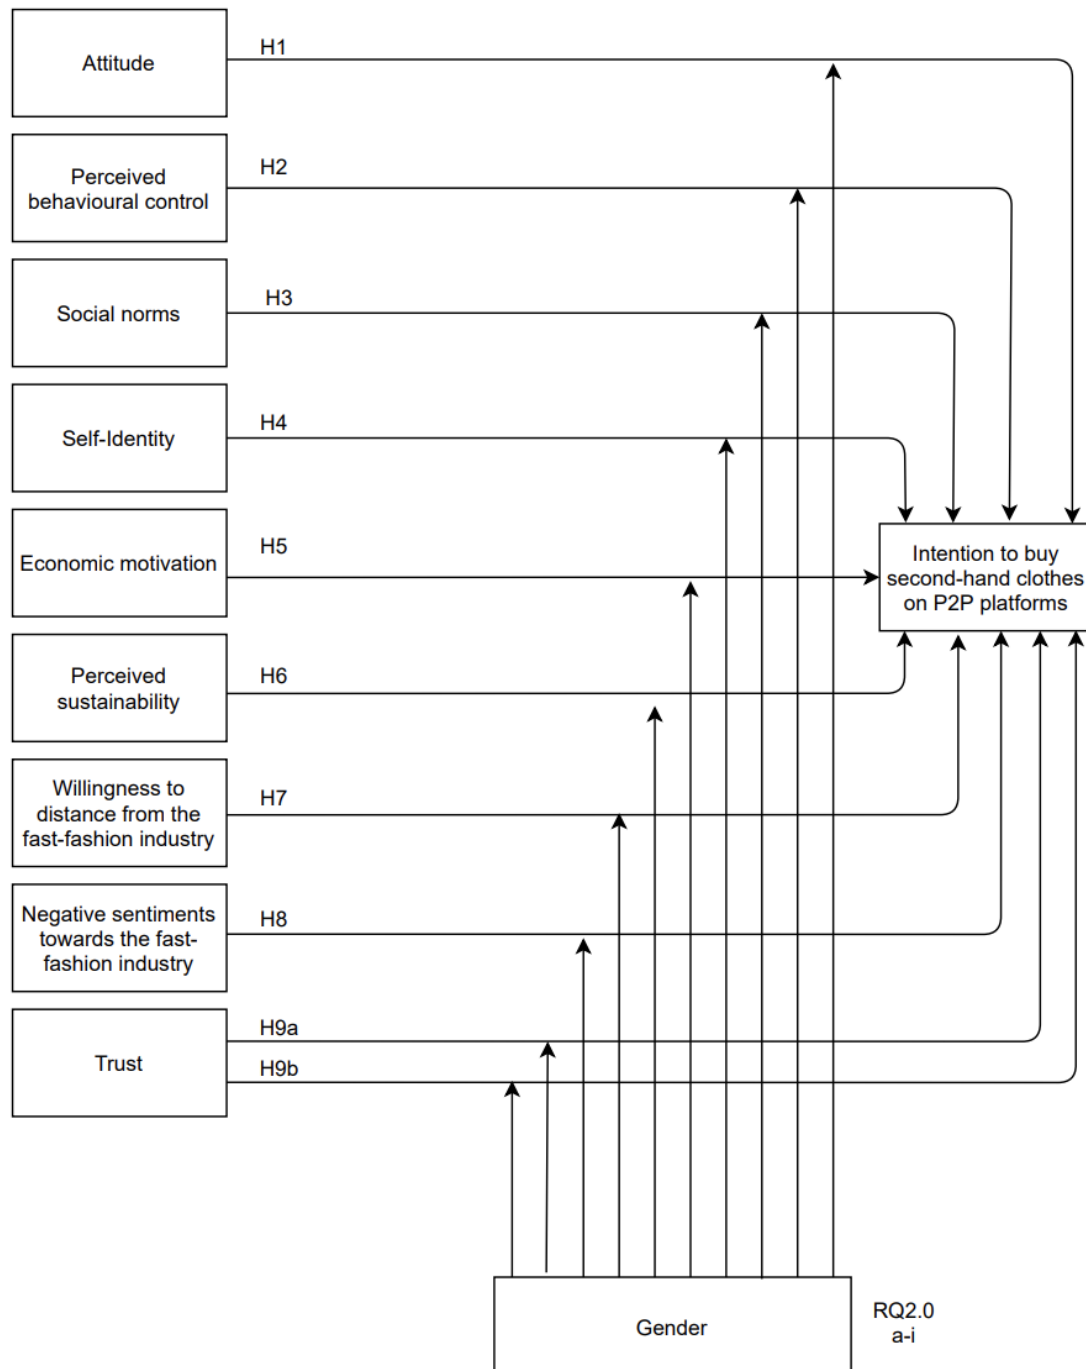 Attitude
H1
Perceived
behavioural control
H2
Social norms
H3
Self-Identity
H4
Economic motivation
H5
Intention to buy
second-hand clothes
on P2P platforms
Perceived
sustainability
H6
Willingness to
distance from the
fast-fashion industry
H7
Negative sentiments
towards the fast-
fashion industry
H8
Trust
H9a
H9b
Gender
RQ2.0
a-i